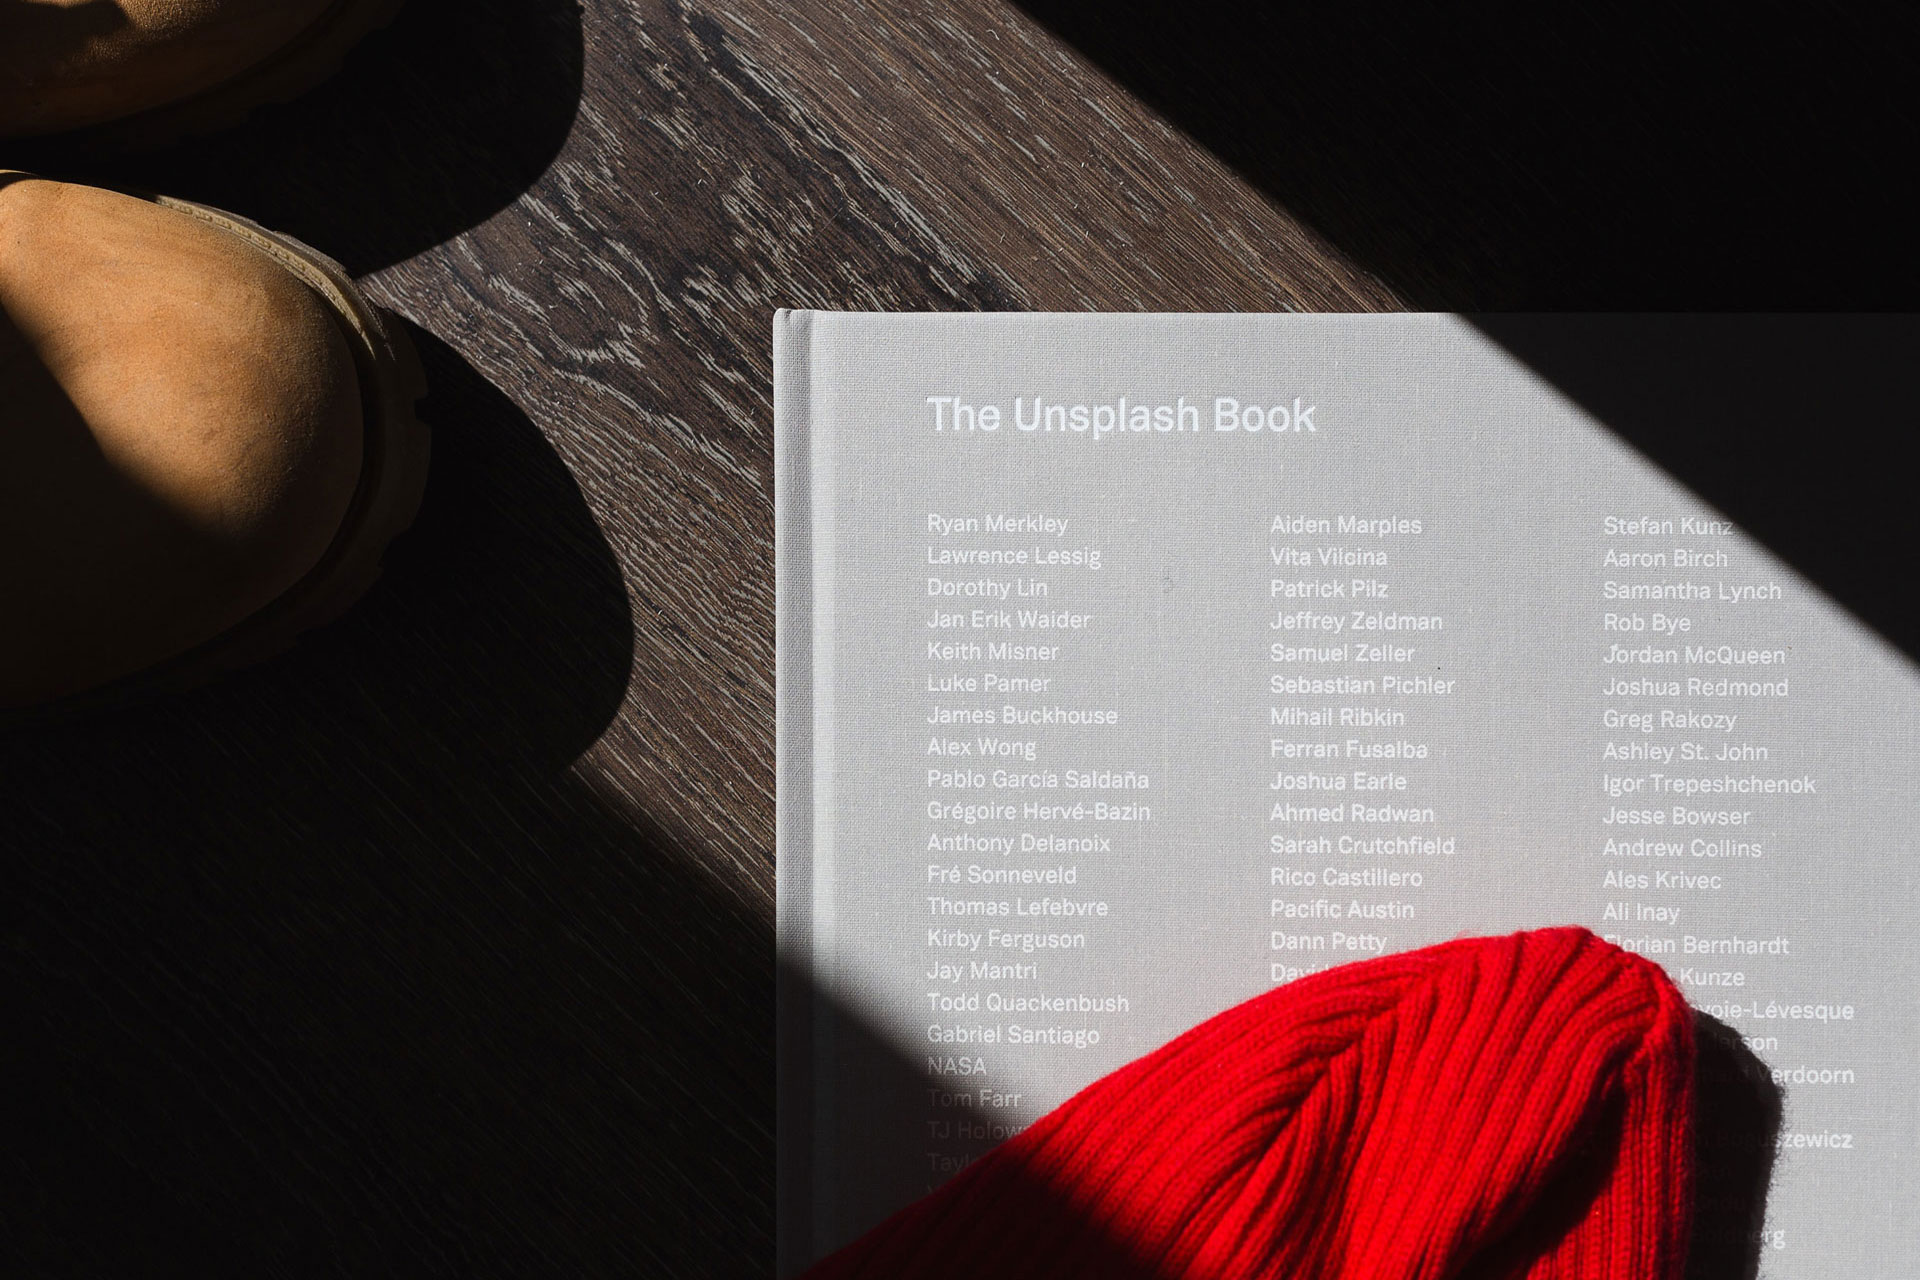 The Unsplash Book
Ryan Merkley
Lawrence Lessig
Dorothy Lin
Jan Erik Waider
Keith Misner
Luke Pamer
James Buckhouse
Alex Wong
Pablo García Saldaña
Grégoire Hervé-Bazin
Anthony Delanoix
Fré Sonneveld
Thomas Lefebvre
Kirby Ferguson
Jay Mantri
Todd Quackenbush
Gabriel Santiago
NASA
Tom Farr
TJ
Aiden Marples
Vita Vilcina
Patrick Pilz
Jeffrey Zeldman
Samuel Zeller
Sebastian Pichler
Mihail Ribkin
Ferran Fusalba
Joshua Earle
Ahmed Radwan
Sarah Crutchfield
Rico Castillero
Pacific Austin
Dann Petty
Stefan Kunz
Aaron Birch
Samantha Lynch
Rob Bye
Jordan McQueen
Joshua Redmond
Greg Rakozy
Ashley St. John
Igor Trepeshchenok
Jesse Bowser
Andrew Collins
Ales Krivec
Ali Inay
Florian Bernhardt
Kunze